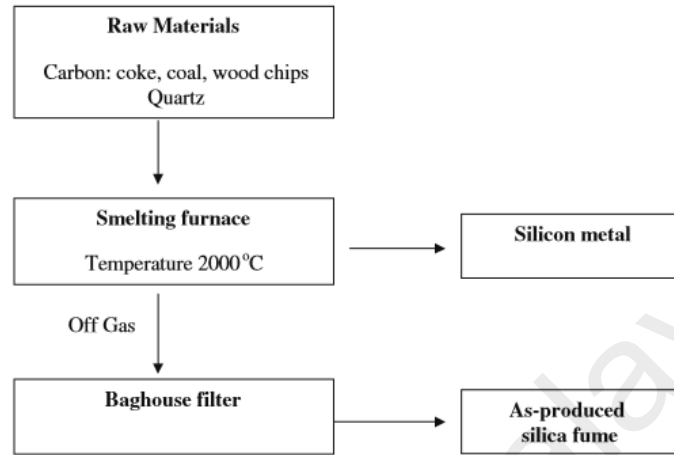 Raw Materials
Carbon: coke, coal, wood chips
Quartz
Smelting furnace
Temperature 2000°C
Silicon metal
Off Gas
Baghouse filter
As-produced
silica fume